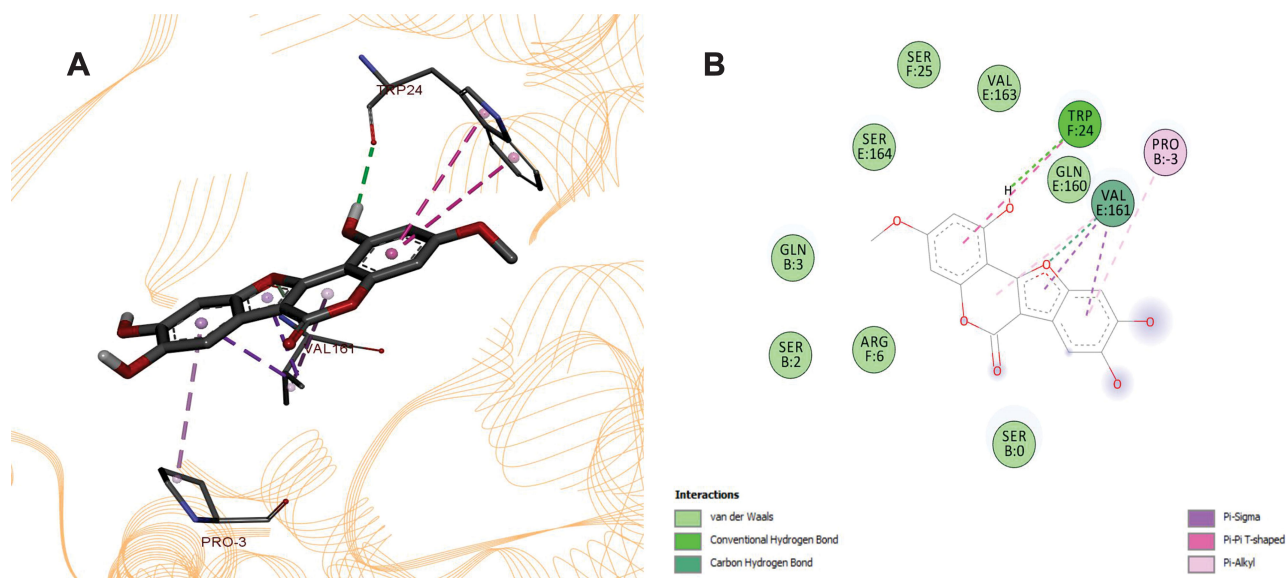 A
TRP24
VAL161
PRO-3
B
SER
F:25
VAL
E:163
TRP
F:24
SER
E:164
PRO
B:-3
GLN
E:160
VAL
E:161
H
O
O
GLN
B:3
O
O
O
SER
B:2
ARG
F:6
O
O
SER
B:0
Interactions
van der Waals
Conventional Hydrogen Bond
Carbon Hydrogen Bond
Pi-Sigma
Pi-Pi T-shaped
Pi-Alkyl